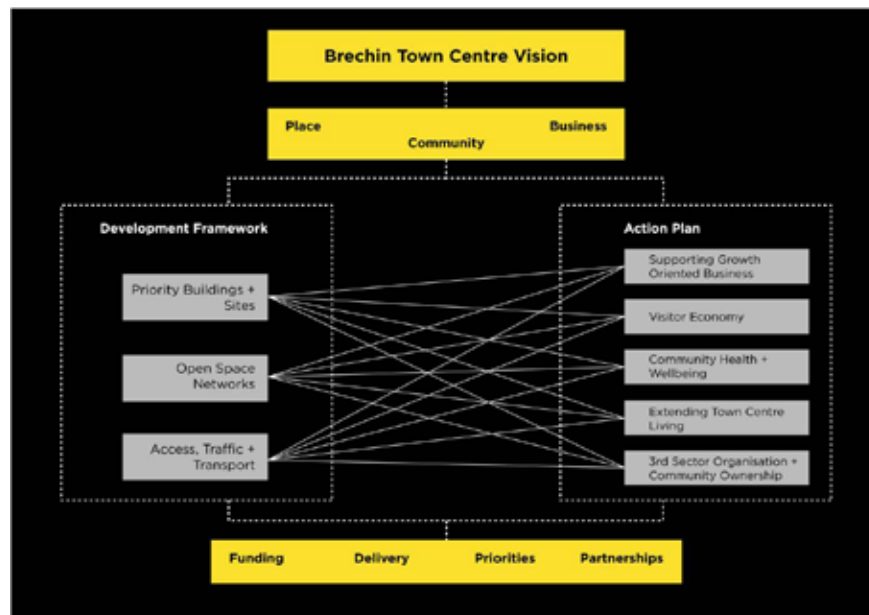 Brechin Town Centre Vision
Place Business
Community
Development Framework
Priority Buildings +
Sites
Open Space
Networks
Access, Traffic +
Transport
Action Plan
Supporting Growth
Oriented Business
Visitor Economy
Community Health +
Wellbeing
Extending Town Centre
Living
3rd Sector Organisation +
Community Ownership
Funding Delivery Priorities Partnerships